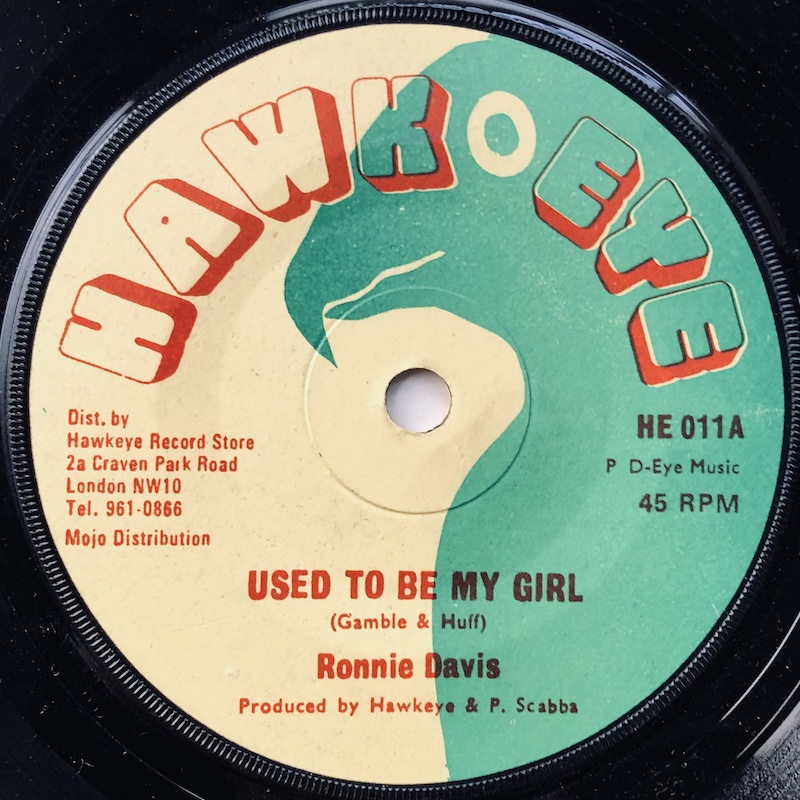 HAWKEYE
Dist. by
Hawkeye Record Store
2a Craven Park Road
London NW10
Tel. 961-0866
Mojo Distribution
HE 011A
P D-Eye Music
45 RPM
USED TO BE MY GIRL
(Gamble & Huff)
Ronnie Davis
Produced by Hawkeye & P. Scabba